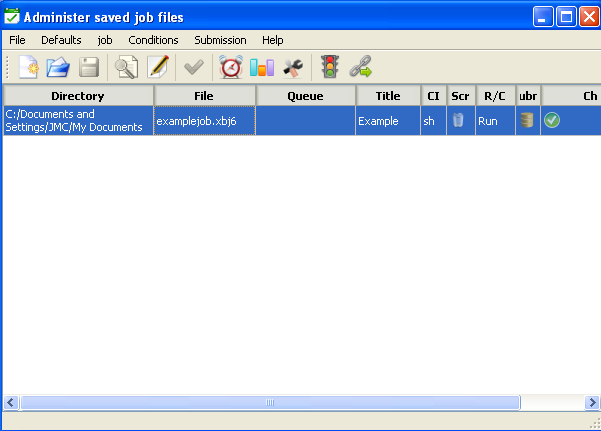 Administer saved job files
File Defaults job Conditions Submission Help
Directory File Queue Title CI Scr R/C ubr Ch
C:/Documents and
Settings/JMC/My Documents examplejob.xbj6 Example sh Run